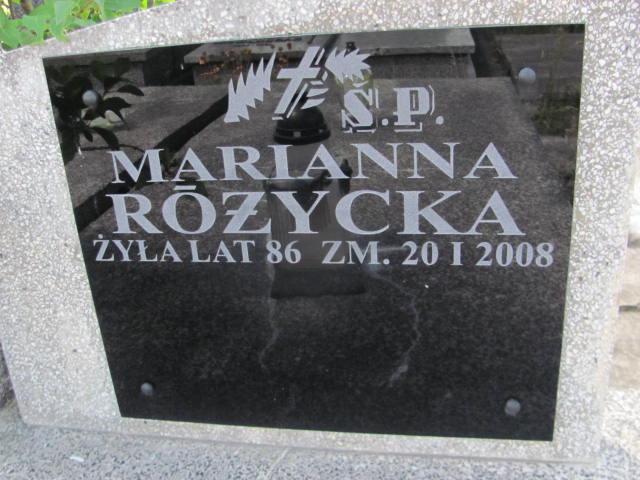 Ś.P.
MARIANNA
RÓŻYCKA
ŻYŁA LAT 86 ZM. 20 I 2008